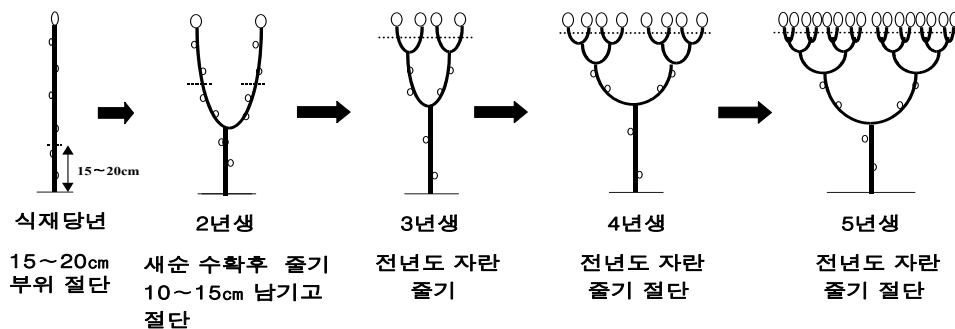 15～20cm
식재당년
2년생
3년생
4년생
5년생
15～20㎝
부위 절단
새순 수확후 줄기
10～15㎝ 남기고
절단
전년도 자란
줄기
전년도 자란
줄기 절단
전년도 자란
줄기 절단